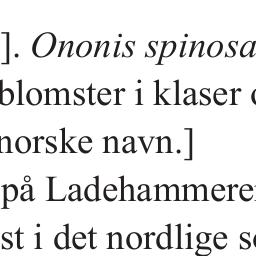 ]. Ononis spinosa
blomster i klaser
norske navn.]
på Ladehammeren
st i det nordlige